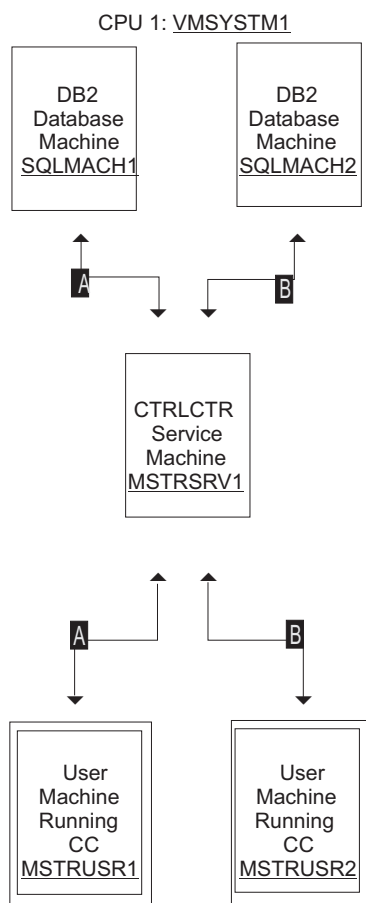 CPU 1: VMSYSTM1
DB2
Database
Machine
SQLMACH1
DB2
Database
Machine
SQLMACH2
A
B
CTRLCTR
Service
Machine
MSTRSRV1
A
B
User
Machine
Running
CC
MSTRUSR1
User
Machine
Running
CC
MSTRUSR2